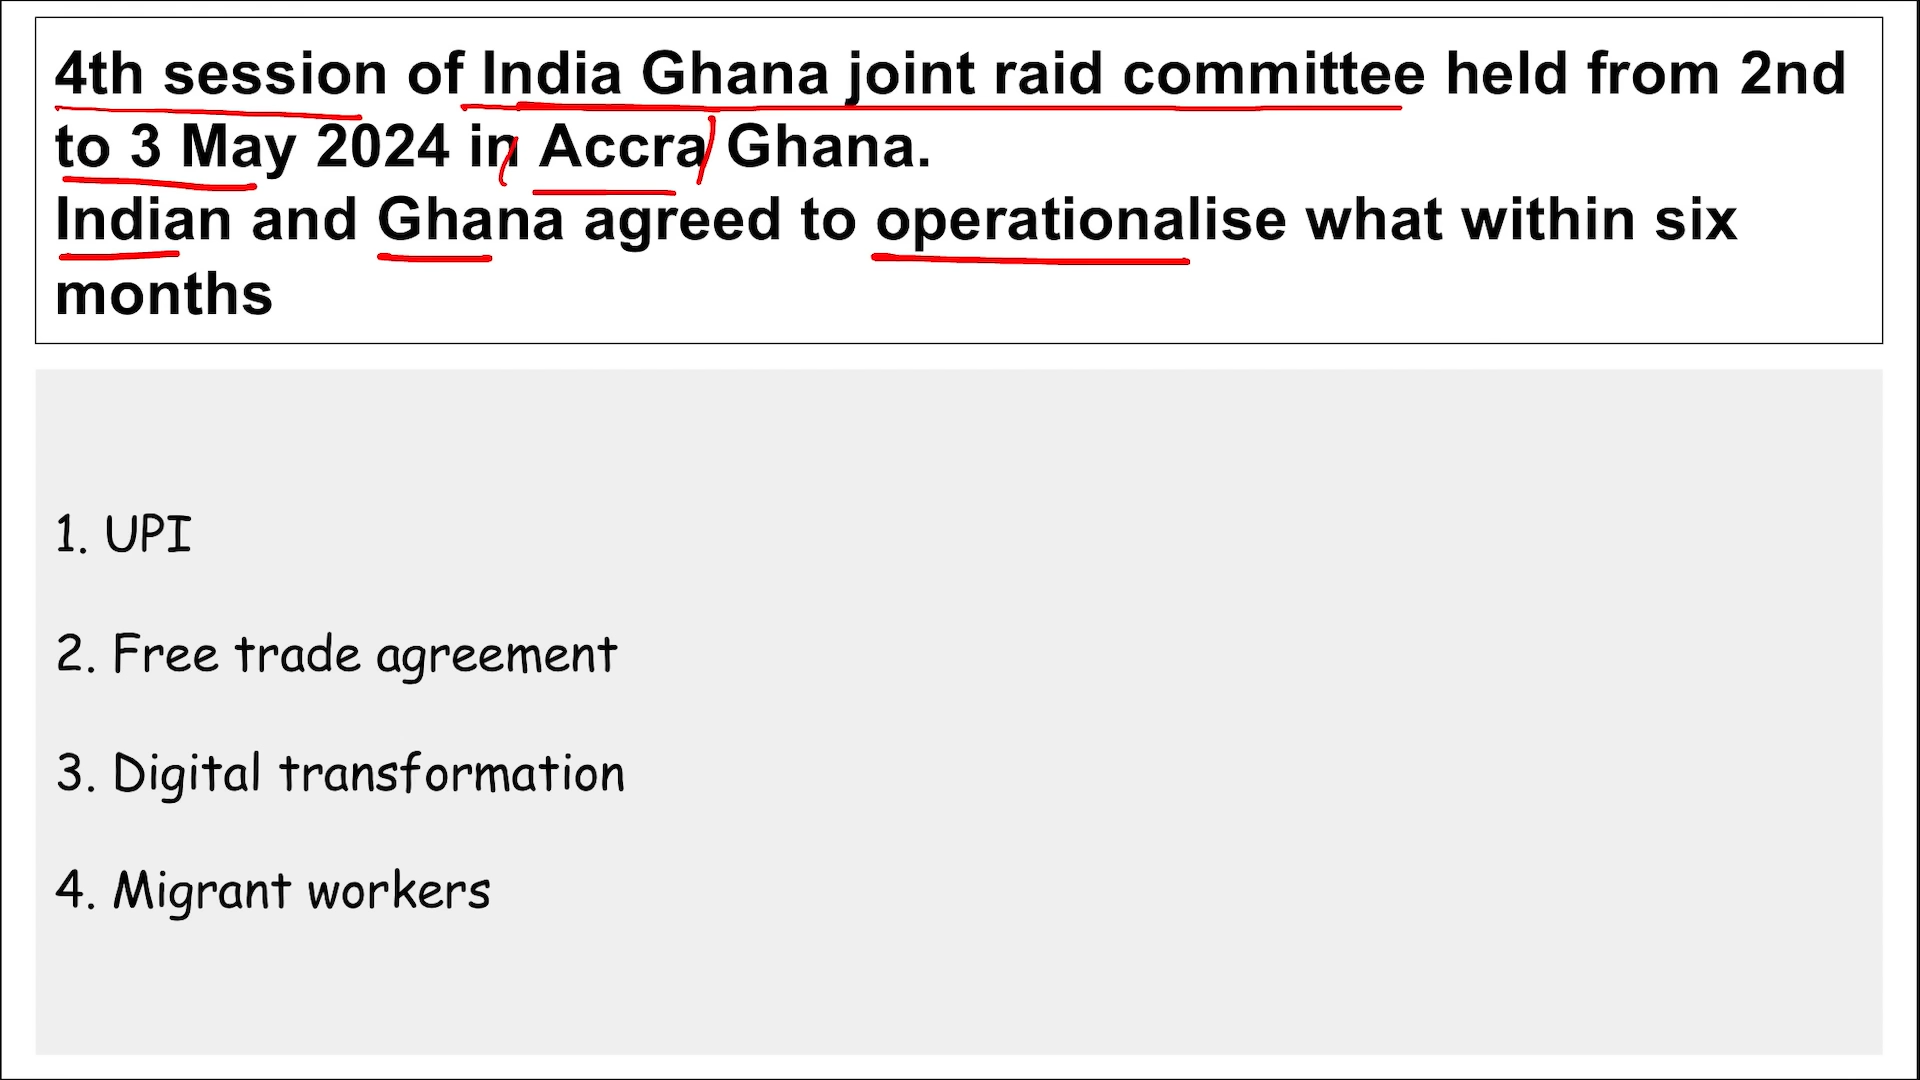 4th session of India Ghana joint raid committee held from 2nd
to 3 May 2024 in Accra Ghana.
Indian and Ghana agreed to operationalise what within six
months
1. UPI
2. Free trade agreement
3. Digital transformation
4. Migrant workers